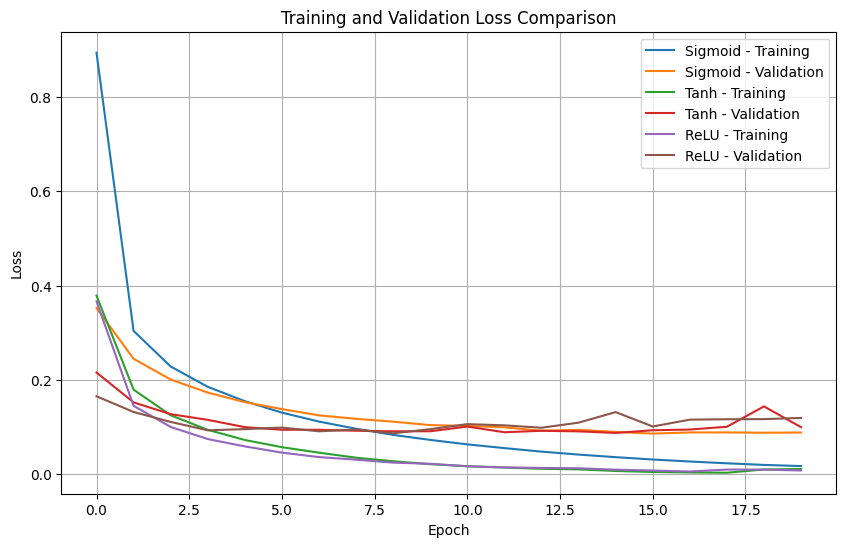 Training and Validation Loss Comparison
Sigmoid - Training
Sigmoid - Validation
Tanh - Training
Tanh - Validation
ReLU - Training
ReLU - Validation
Loss
0.8
0.6
0.4
0.2
0.0
0.0 2.5 5.0 7.5 10.0 12.5 15.0 17.5
Epoch